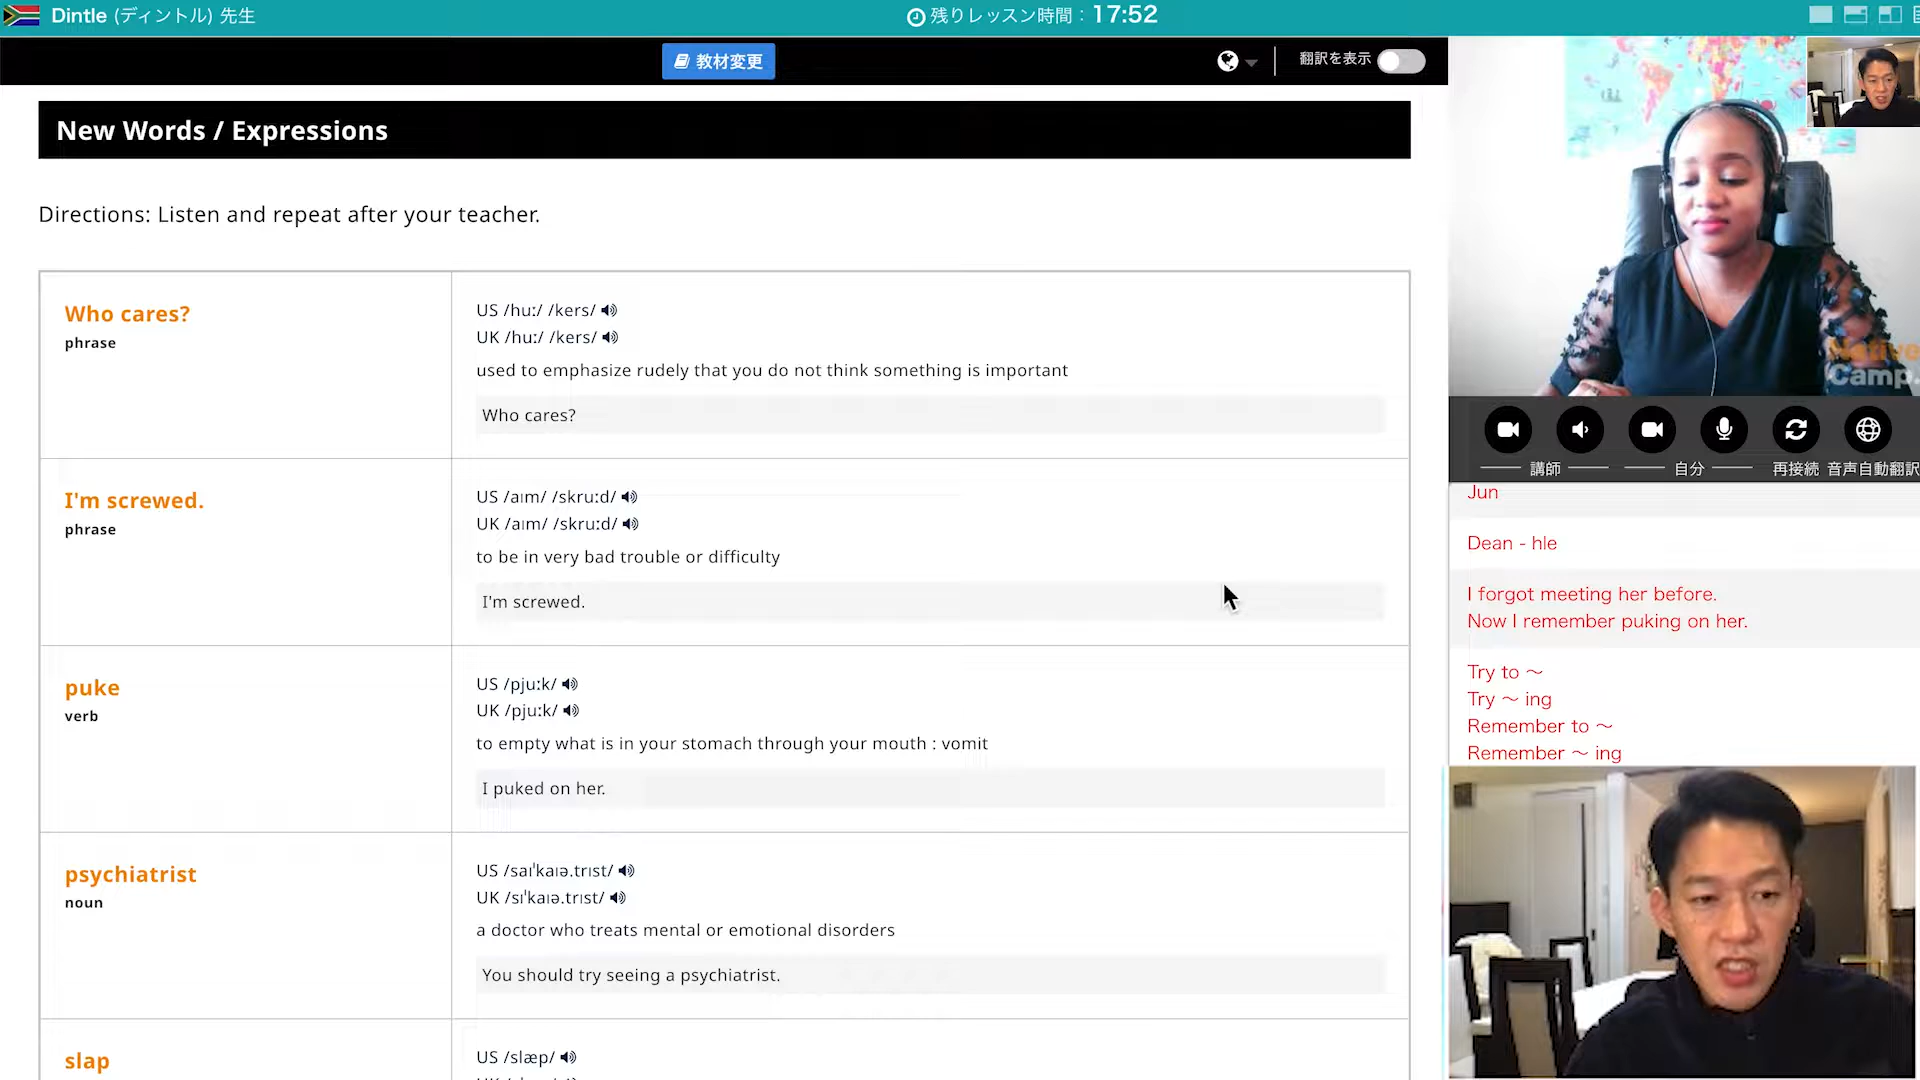 Dintle (ディントル) 先生
残りレッスン時間 : 17:52
教材変更
翻訳を表示
New Words / Expressions
Directions: Listen and repeat after your teacher.
Who cares?
phrase
US /huː/ /kers/
UK /huː/ /kers/
used to emphasize rudely that you do not think something is important
Who cares?
I'm screwed.
phrase
US /aɪm/ /skruːd/
UK /aɪm/ /skruːd/
to be in very bad trouble or difficulty
I'm screwed.
puke
verb
US /pjuːk/
UK /pjuːk/
to empty what is in your stomach through your mouth : vomit
I puked on her.
psychiatrist
noun
US /saɪˈkaɪə.trɪst/
UK /sɪˈkaɪə.trɪst/
a doctor who treats mental or emotional disorders
You should try seeing a psychiatrist.
slap
US /slæp/
Native
Camp.
講師
自分
再接続
音声自動翻訳
Jun
Dean - hle
I forgot meeting her before.
Now I remember puking on her.
Try to ～
Try ～ ing
Remember to ～
Remember ～ ing